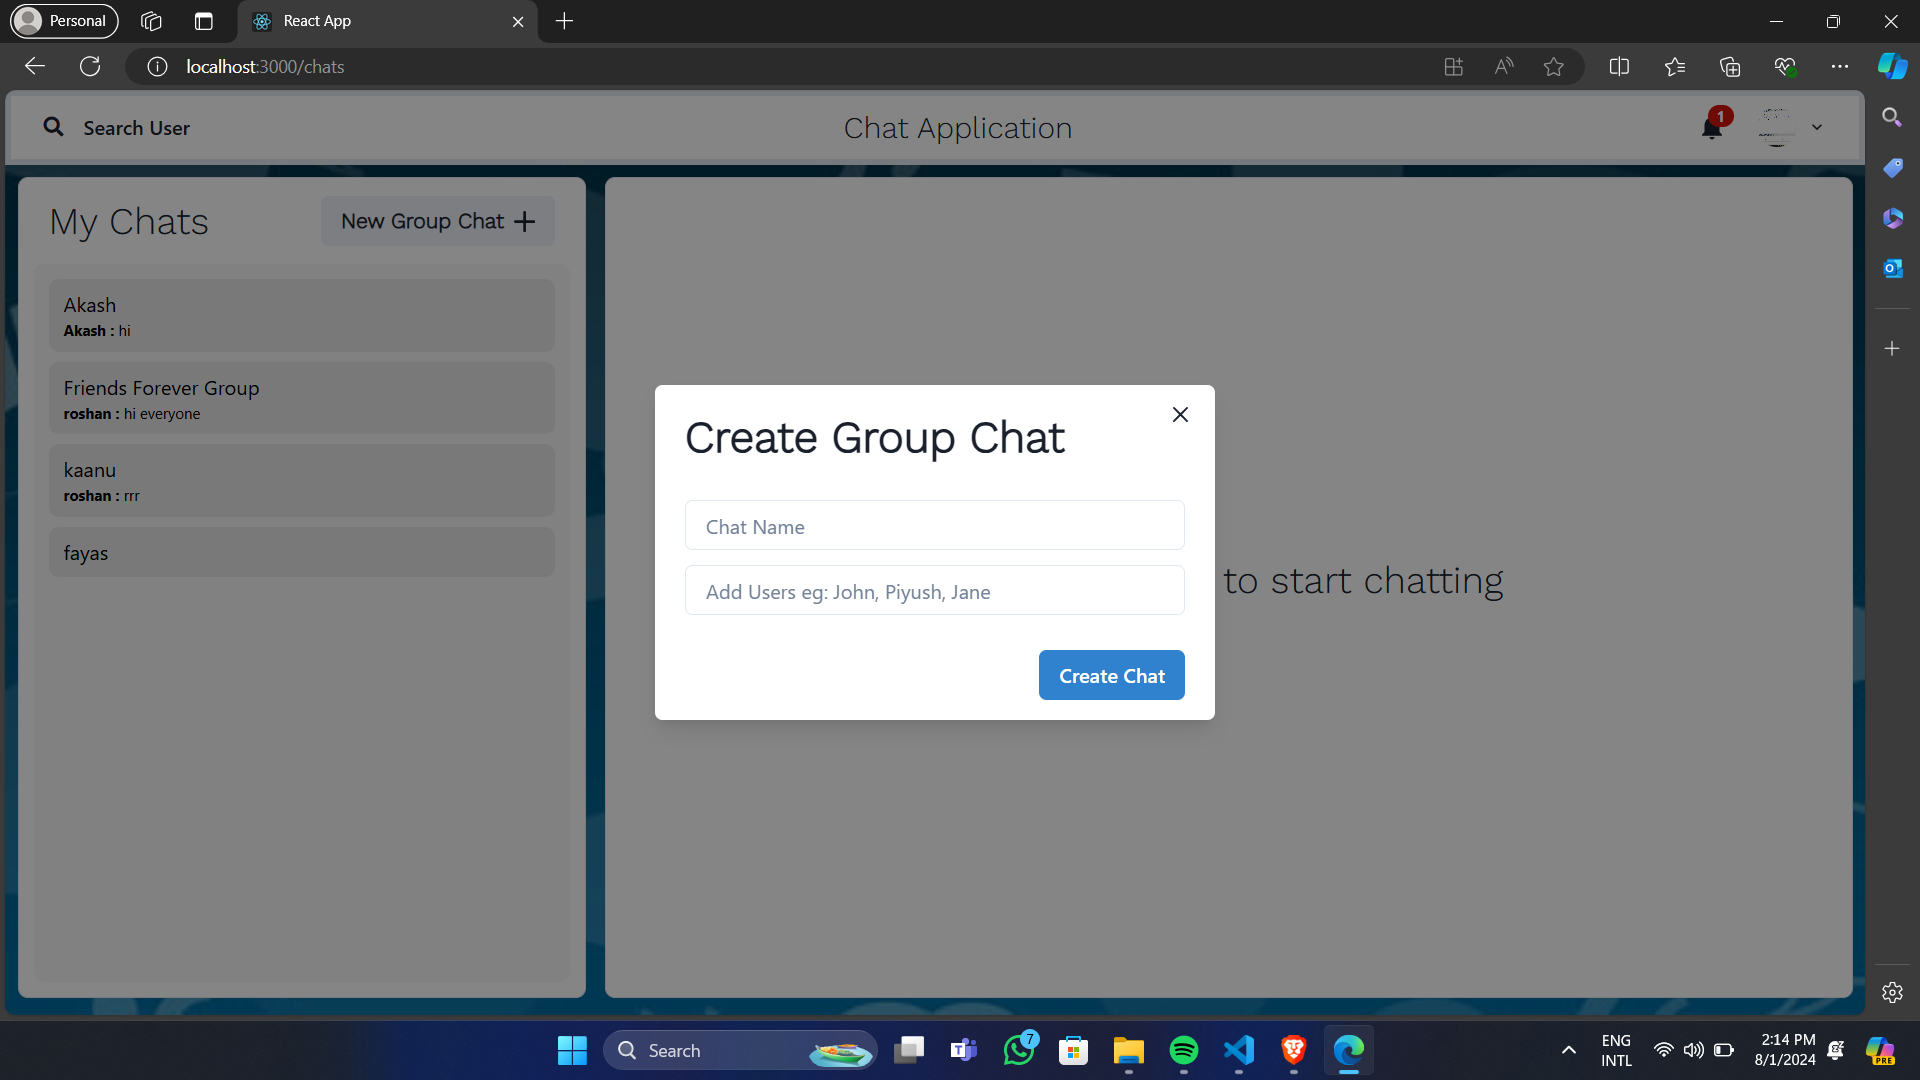 Personal
React App
localhost:3000/chats
Search User
Chat Application
1
My Chats
New Group Chat
Akash
Akash : hi
Friends Forever Group
roshan : hi everyone
kaanu
roshan : rrr
fayas
Create Group Chat
Chat Name
Add Users eg: John, Piyush, Jane
Create Chat
to start chatting
Search
7
ENG
INTL
2:14 PM
8/1/2024
PRE